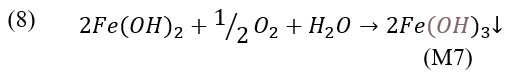 (8) 2Fe(OH)₂ + 1/2 O₂ + H₂O → 2Fe(OH)₃↓
(M7)